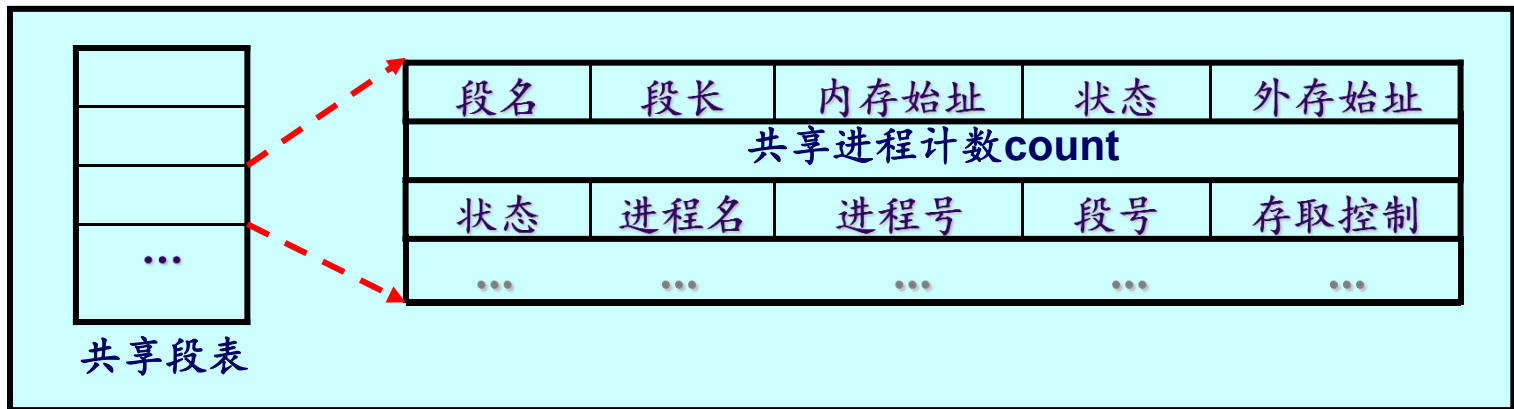 段名 段长 内存始址 状态 外存始址
共享进程计数count
状态 进程名 进程号 段号 存取控制
... ... ... ... ...
...
共享段表